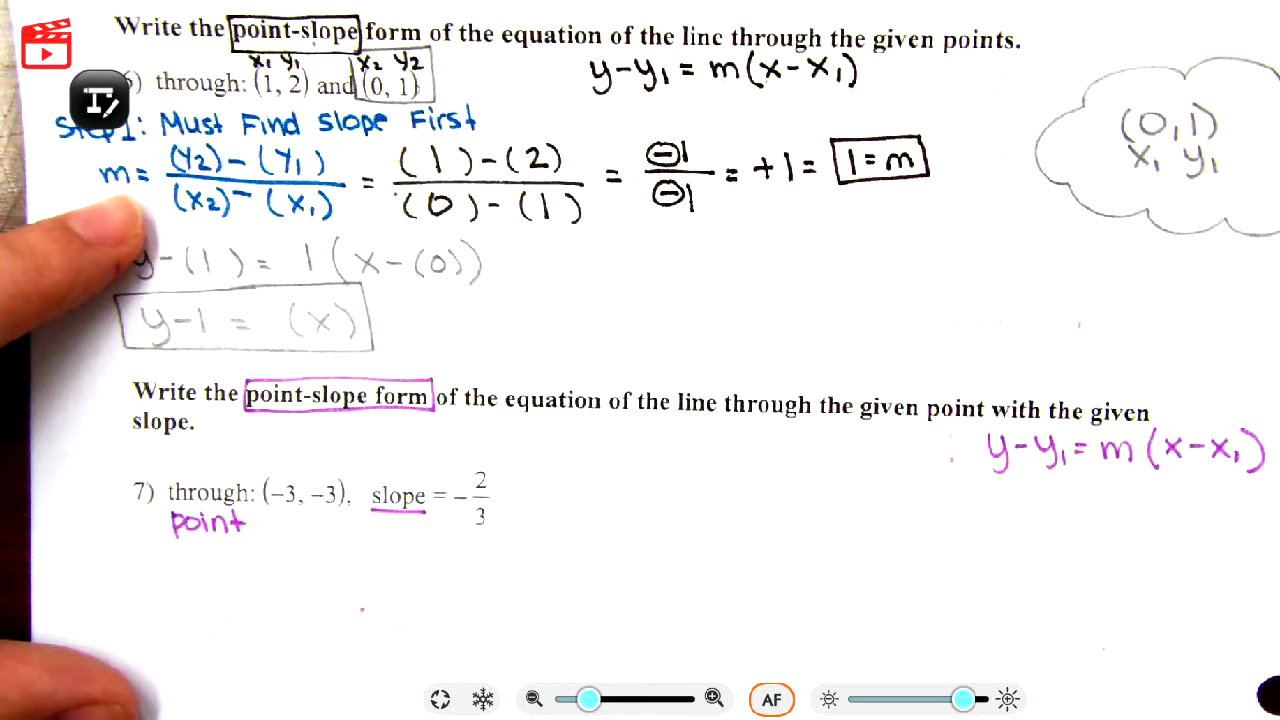 Write the point-slope form of the equation of the line through the given points.
x₁ y₁ x₂ y₂
) through: (1, 2) and (0, 1)
y-y₁ = m(x-x₁)
1: Must Find Slope First
m= (y₂)-(y₁) / (x₂)-(x₁) = (1)-(2) / (0)-(1) = -1 / -1 = +1 = 1=m
(0,1)
x₁ y₁
y-(1) = 1(x-(0))
y-1 = (x)
Write the point-slope form of the equation of the line through the given point with the given
slope.
y-y₁=m(x-x₁)
7) through: (−3, −3), slope = − 2/3
point
AF